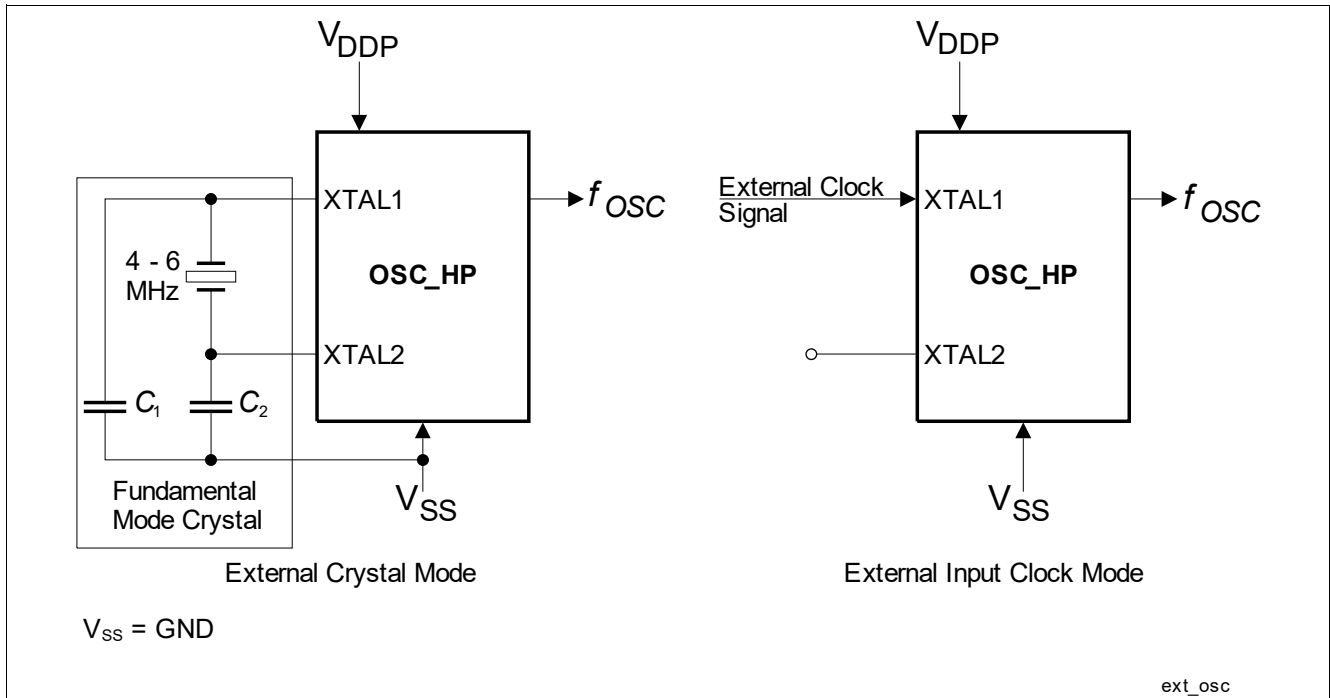 VDDP
XTAL1
fOSC
4 - 6
MHz
OSC_HP
XTAL2
C1
C2
Fundamental
Mode Crystal
VSS
External Crystal Mode
VSS = GND
VDDP
External Clock
Signal
XTAL1
fOSC
OSC_HP
XTAL2
VSS
External Input Clock Mode
ext_osc